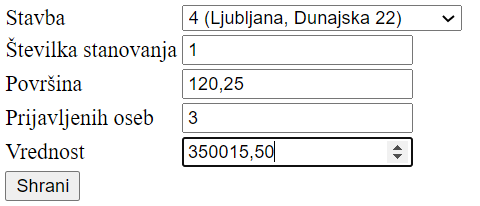 Stavba 4 (Ljubljana, Dunajska 22)
Številka stanovanja 1
Površina 120,25
Prijavljenih oseb 3
Vrednost 350015,50
Shrani